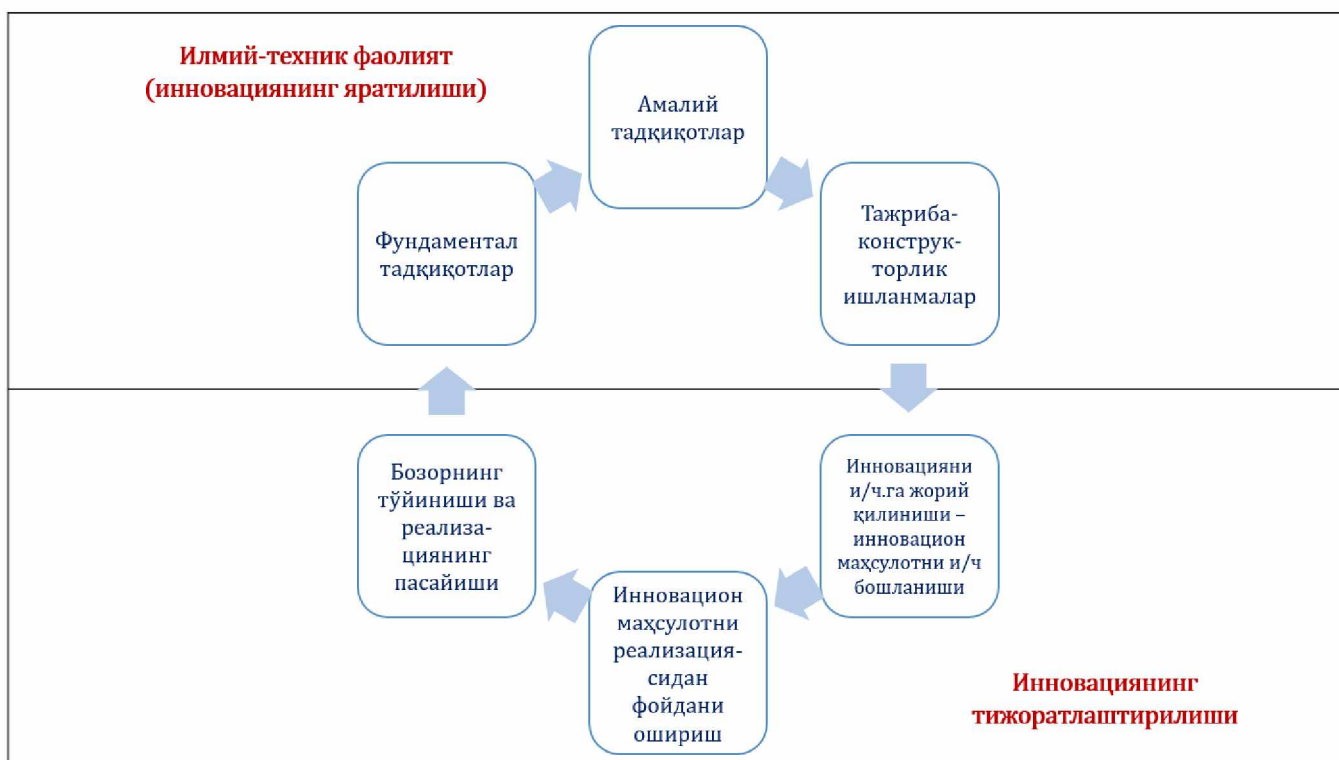 Илмий-техник фаолият
(инновациянинг яратилиши)
Амалий
тадқиқотлар
Фундаментал
тадқиқотлар
Тажриба-
конструк-
торлик
ишланмалар
Инновацияни
и/ч.га жорий
қилиниши –
инновацион
маҳсулотни и/ч
бошланиши
Инновацион
маҳсулотни
реализация-
сидан
фойдани
ошириш
Бозорнинг
тўйиниши ва
реализа-
циянинг
пасайиши
Инновациянинг
тижоратлаштирилиши